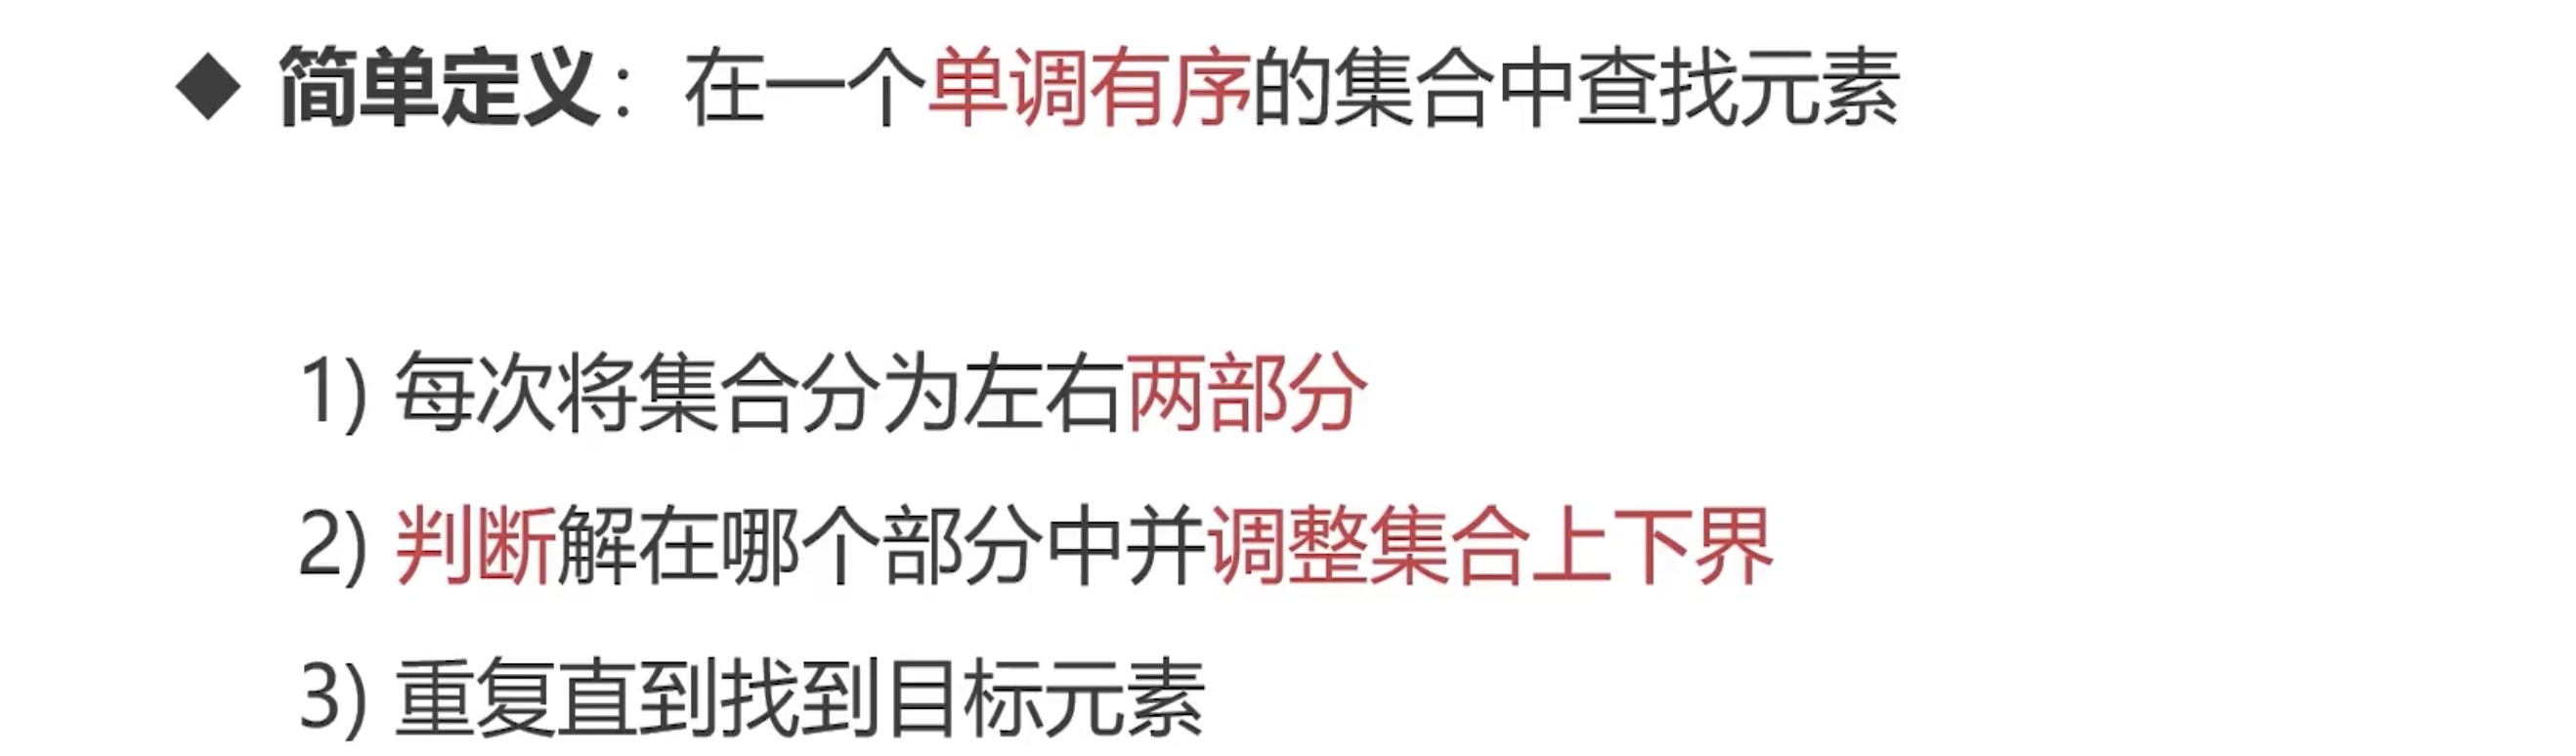 ◆ 简单定义：在一个单调有序的集合中查找元素
1) 每次将集合分为左右两部分
2) 判断解在哪个部分中并调整集合上下界
3) 重复直到找到目标元素